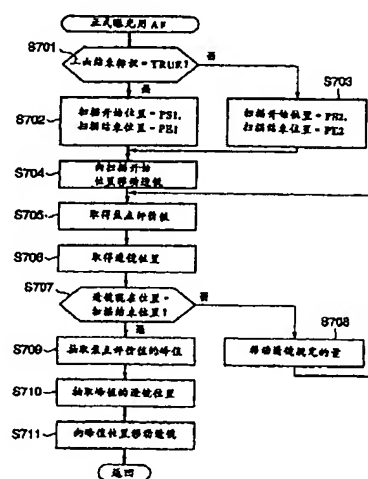 正式曝光用 AF
S701
结束标识=TRUE?
否
是
S702
扫描开始位置=PS1,
扫描结束位置=PE1
S703
扫描开始位置=PS2,
扫描结束位置=PE2
S704
向扫描开始
位置移动透镜
S705
取得焦点评价值
S706
取得透镜位置
S707
透镜现在位置=
扫描结束位置?
否
是
S708
移动透镜规定的量
S709
抽取焦点评价值的峰值
S710
抽取峰值的透镜位置
S711
向峰值位置移动透镜
返回